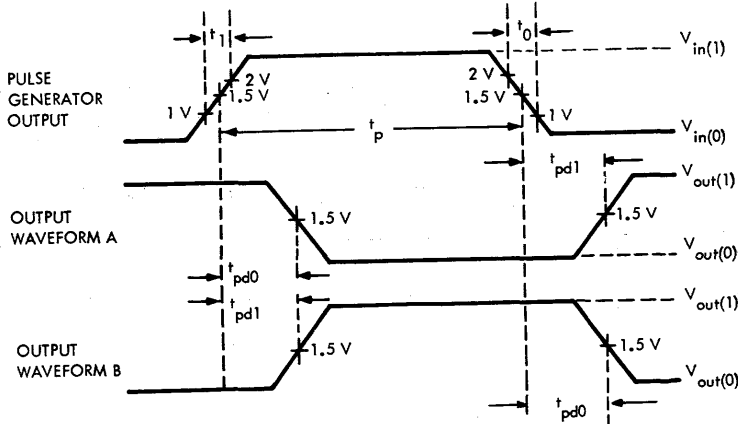 t1
t0
Vin(1)
PULSE
GENERATOR
OUTPUT
2 V
1.5 V
1 V
2 V
1.5 V
1 V
tp
Vin(0)
tpd1
Vout(1)
OUTPUT
WAVEFORM A
1.5 V
1.5 V
Vout(0)
tpd0
tpd1
Vout(1)
OUTPUT
WAVEFORM B
1.5 V
1.5 V
Vout(0)
tpd0